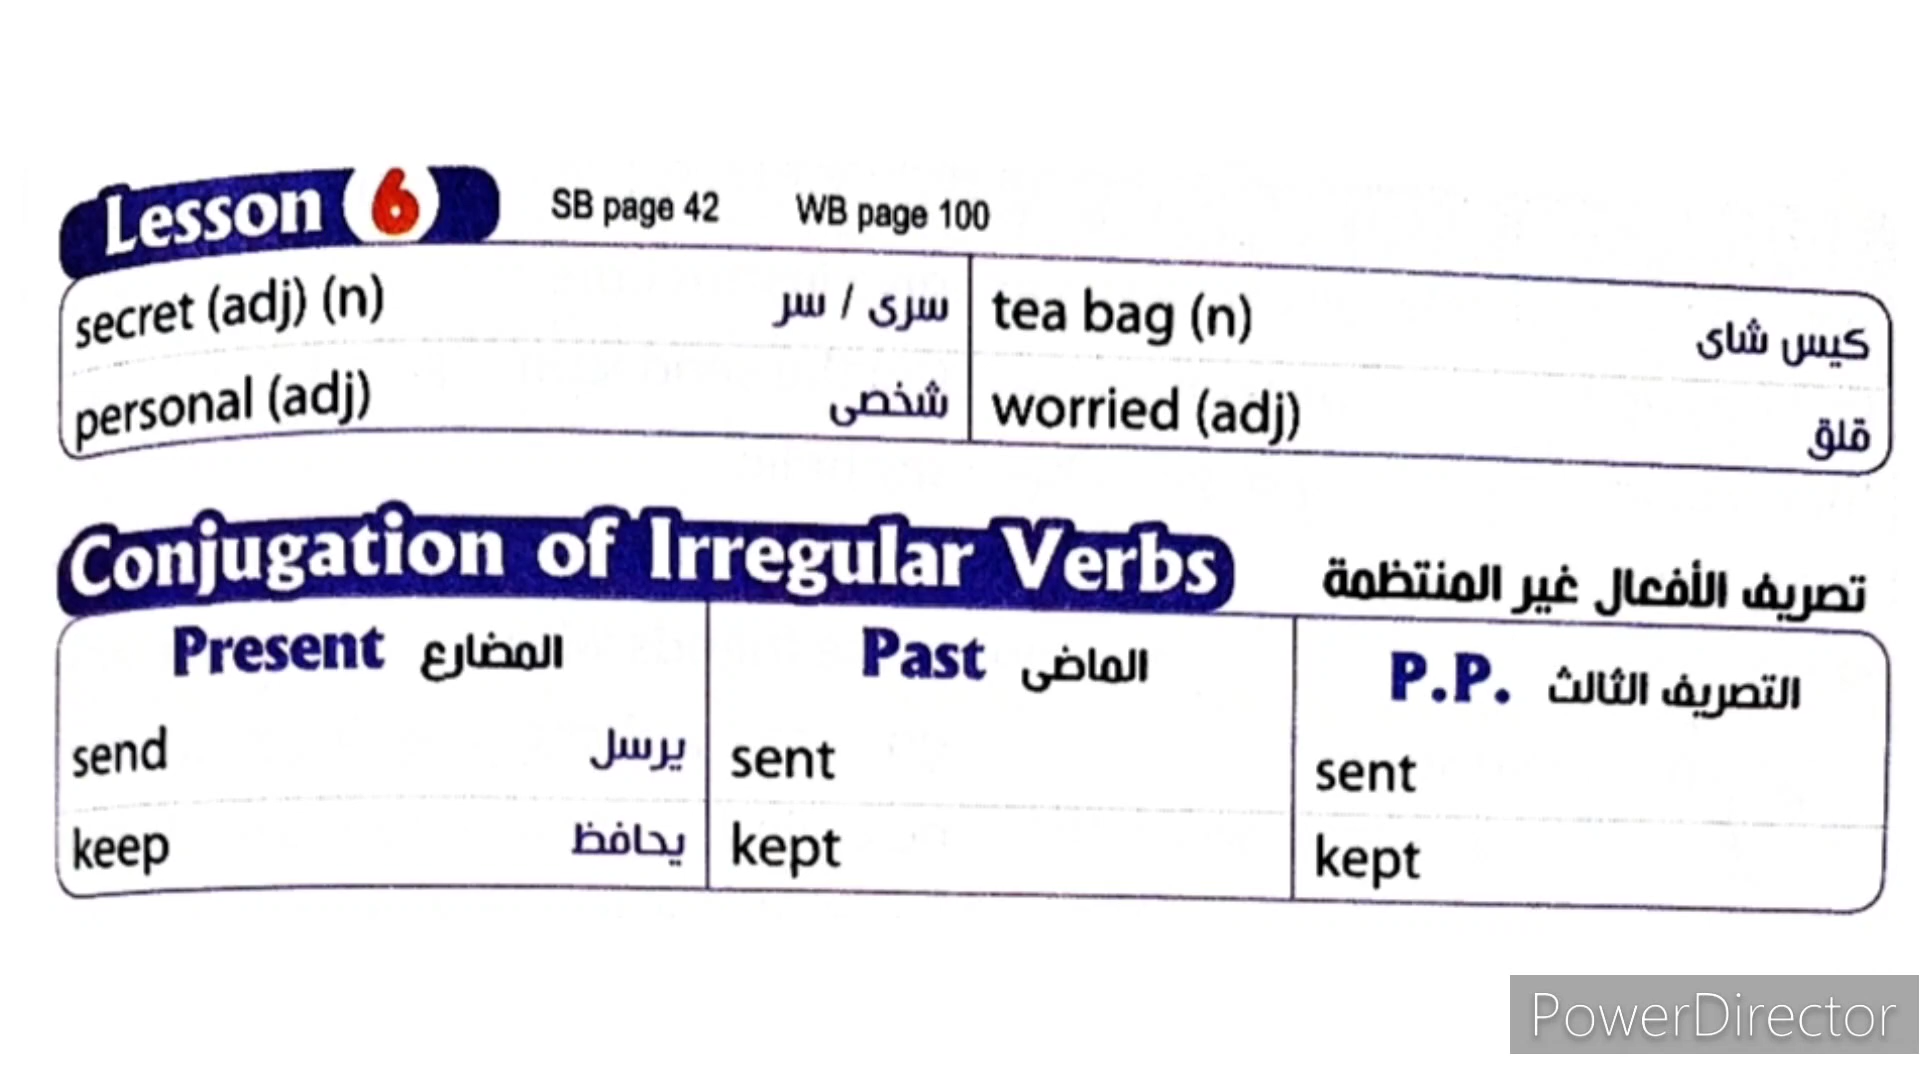 Lesson 6 SB page 42 WB page 100
secret (adj) (n) سرى / سر tea bag (n) كيس شاى
personal (adj) شخصى worried (adj) قلق
Conjugation of Irregular Verbs تصريف الأفعال غير المنتظمة
Present المضارع Past الماضى P.P. التصريف الثالث
send يرسل sent sent
keep يحافظ kept kept
PowerDirector